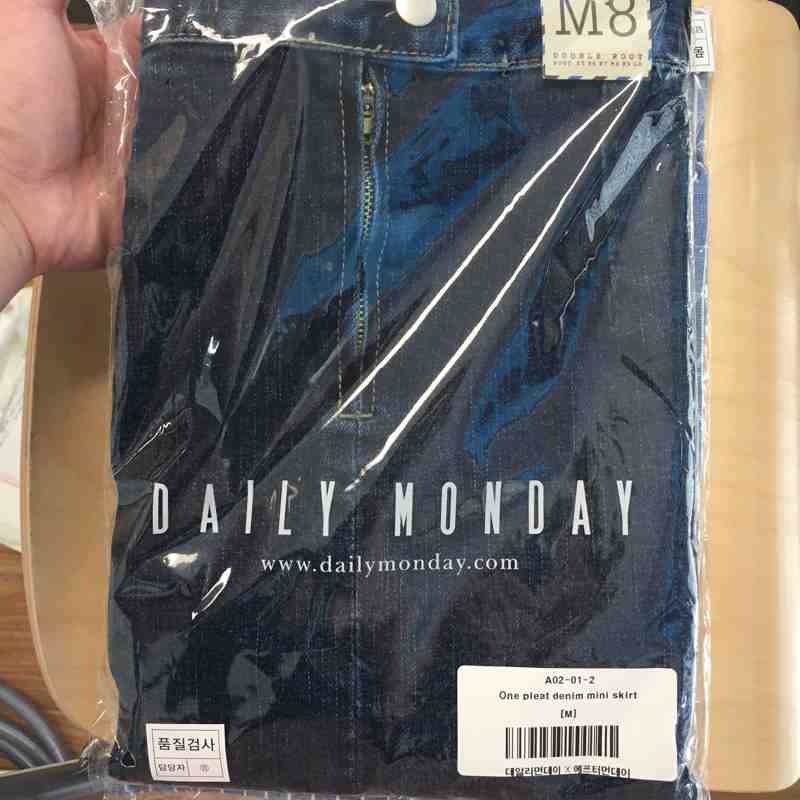 M8
DOUBLE ROOT
DAILY MONDAY
www.dailymonday.com
A02-01-2
One pleat denim mini skirt
[M]
데일리먼데이 X 에프터먼데이
품질검사
담당자